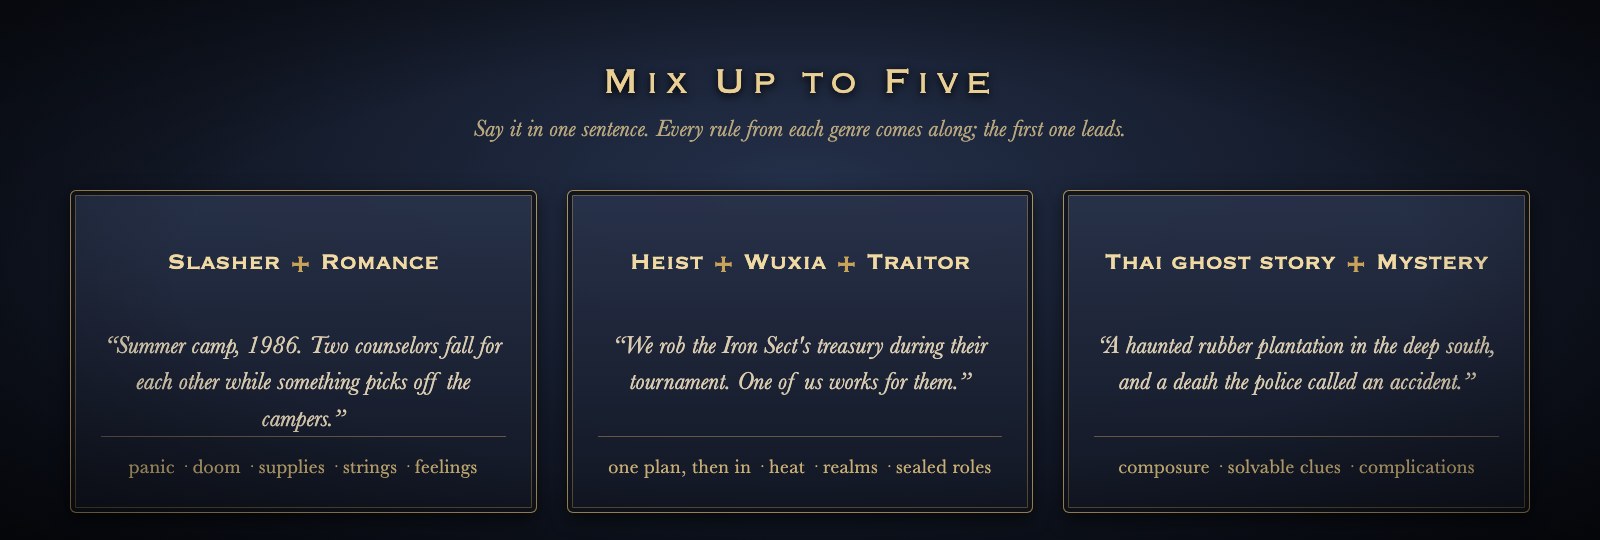 Mix Up to Five
Say it in one sentence. Every rule from each genre comes along; the first one leads.
Slasher + Romance
“Summer camp, 1986. Two counselors fall for
each other while something picks off the
campers.”
panic · doom · supplies · strings · feelings
Heist + Wuxia + Traitor
“We rob the Iron Sect's treasury during their
tournament. One of us works for them.”
one plan, then in · heat · realms · sealed roles
Thai ghost story + Mystery
“A haunted rubber plantation in the deep south,
and a death the police called an accident.”
composure · solvable clues · complications